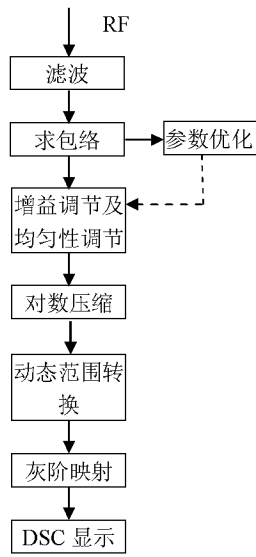 RF
滤波
求包络
参数优化
增益调节及
均匀性调节
对数压缩
动态范围转
换
灰阶映射
DSC 显示